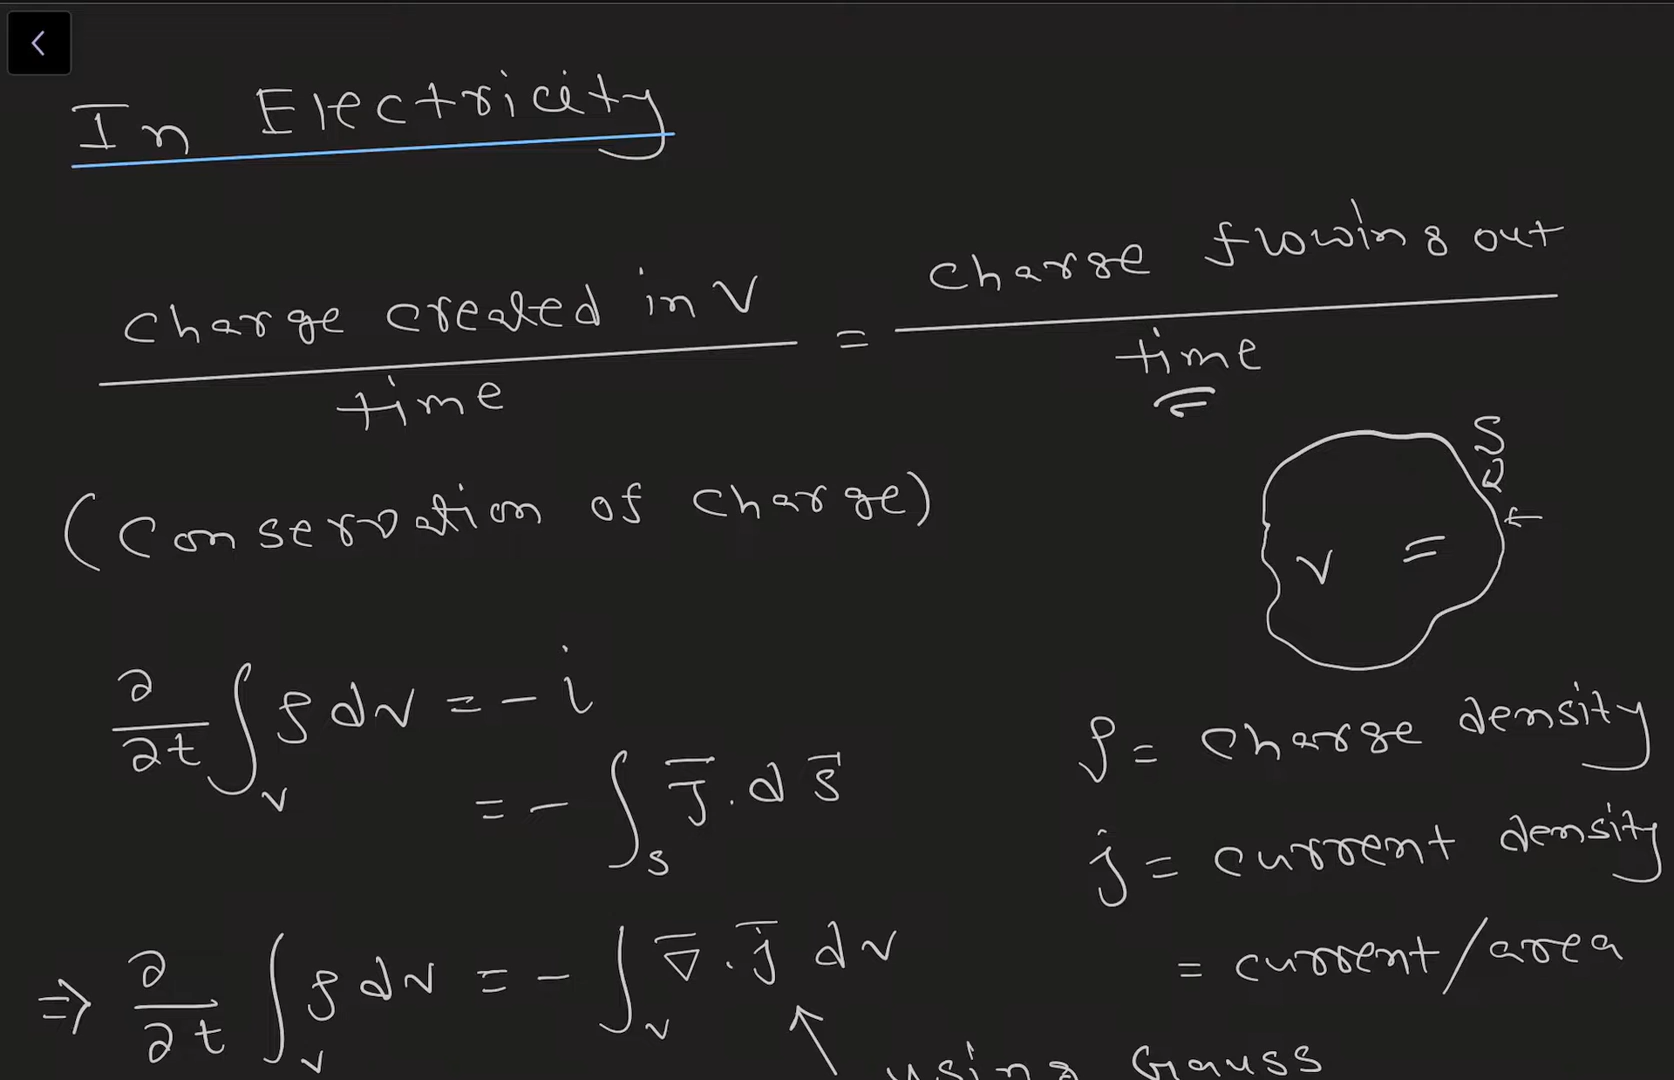 In Electricity
charge created in V / time = charge flowing out / time
(Conservation of charge)
S
V =
∂/∂t ∫_V ρ dV = - i
= - ∫_S J̅ . d s̅
ρ = charge density
j = current density
= current/area
⇒ ∂/∂t ∫_V ρ dV = - ∫_V ∇̅ . j̅ dV
using Gauss